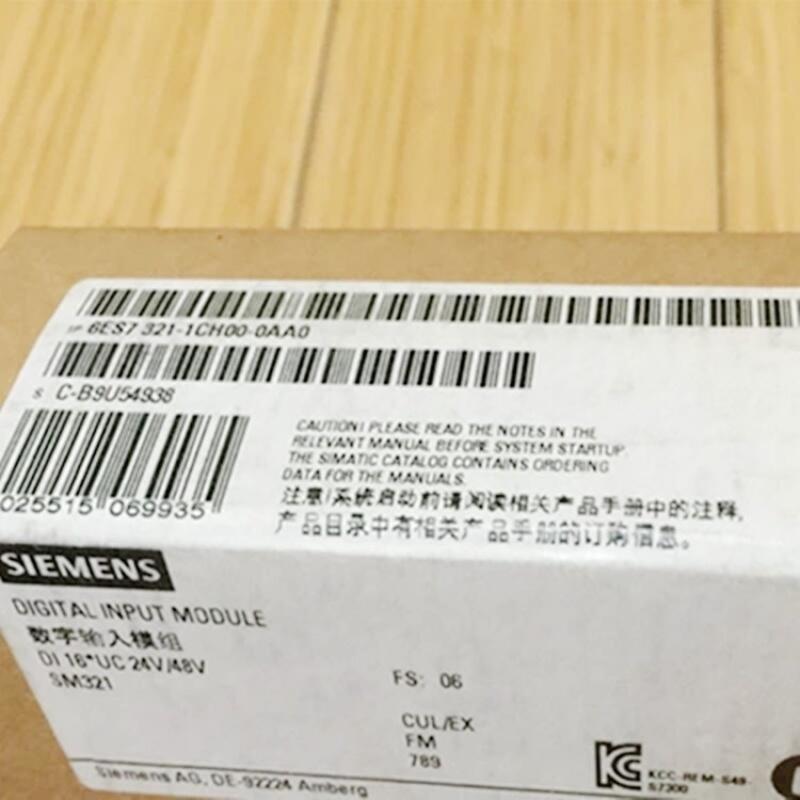 1P 6ES7 321-1CH00-0AA0
S C-B9U54938
025515 069935
CAUTION! PLEASE READ THE NOTES IN THE
RELEVANT MANUAL BEFORE SYSTEM STARTUP.
THE SIMATIC CATALOG CONTAINS ORDERING
DATA FOR THE MANUALS.
注意!系统启动前请阅读相关产品手册中的注释,
产品目录中有相关产品手册的订购信息。
SIEMENS
DIGITAL INPUT MODULE
数字输入模组
DI 16*UC 24V/48V
SM321
FS: 06
CUL/EX
FM
789
KCC-REM-S49-
S7300
Siemens AG, DE-92224 Amberg